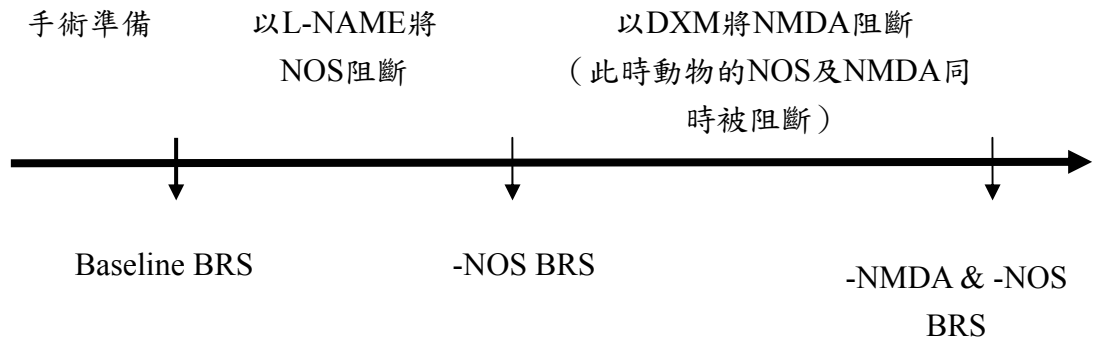 手術準備
以L-NAME將
NOS阻斷
以DXM將NMDA阻斷
（此時動物的NOS及NMDA同
時被阻斷）
Baseline BRS
-NOS BRS
-NMDA & -NOS
BRS